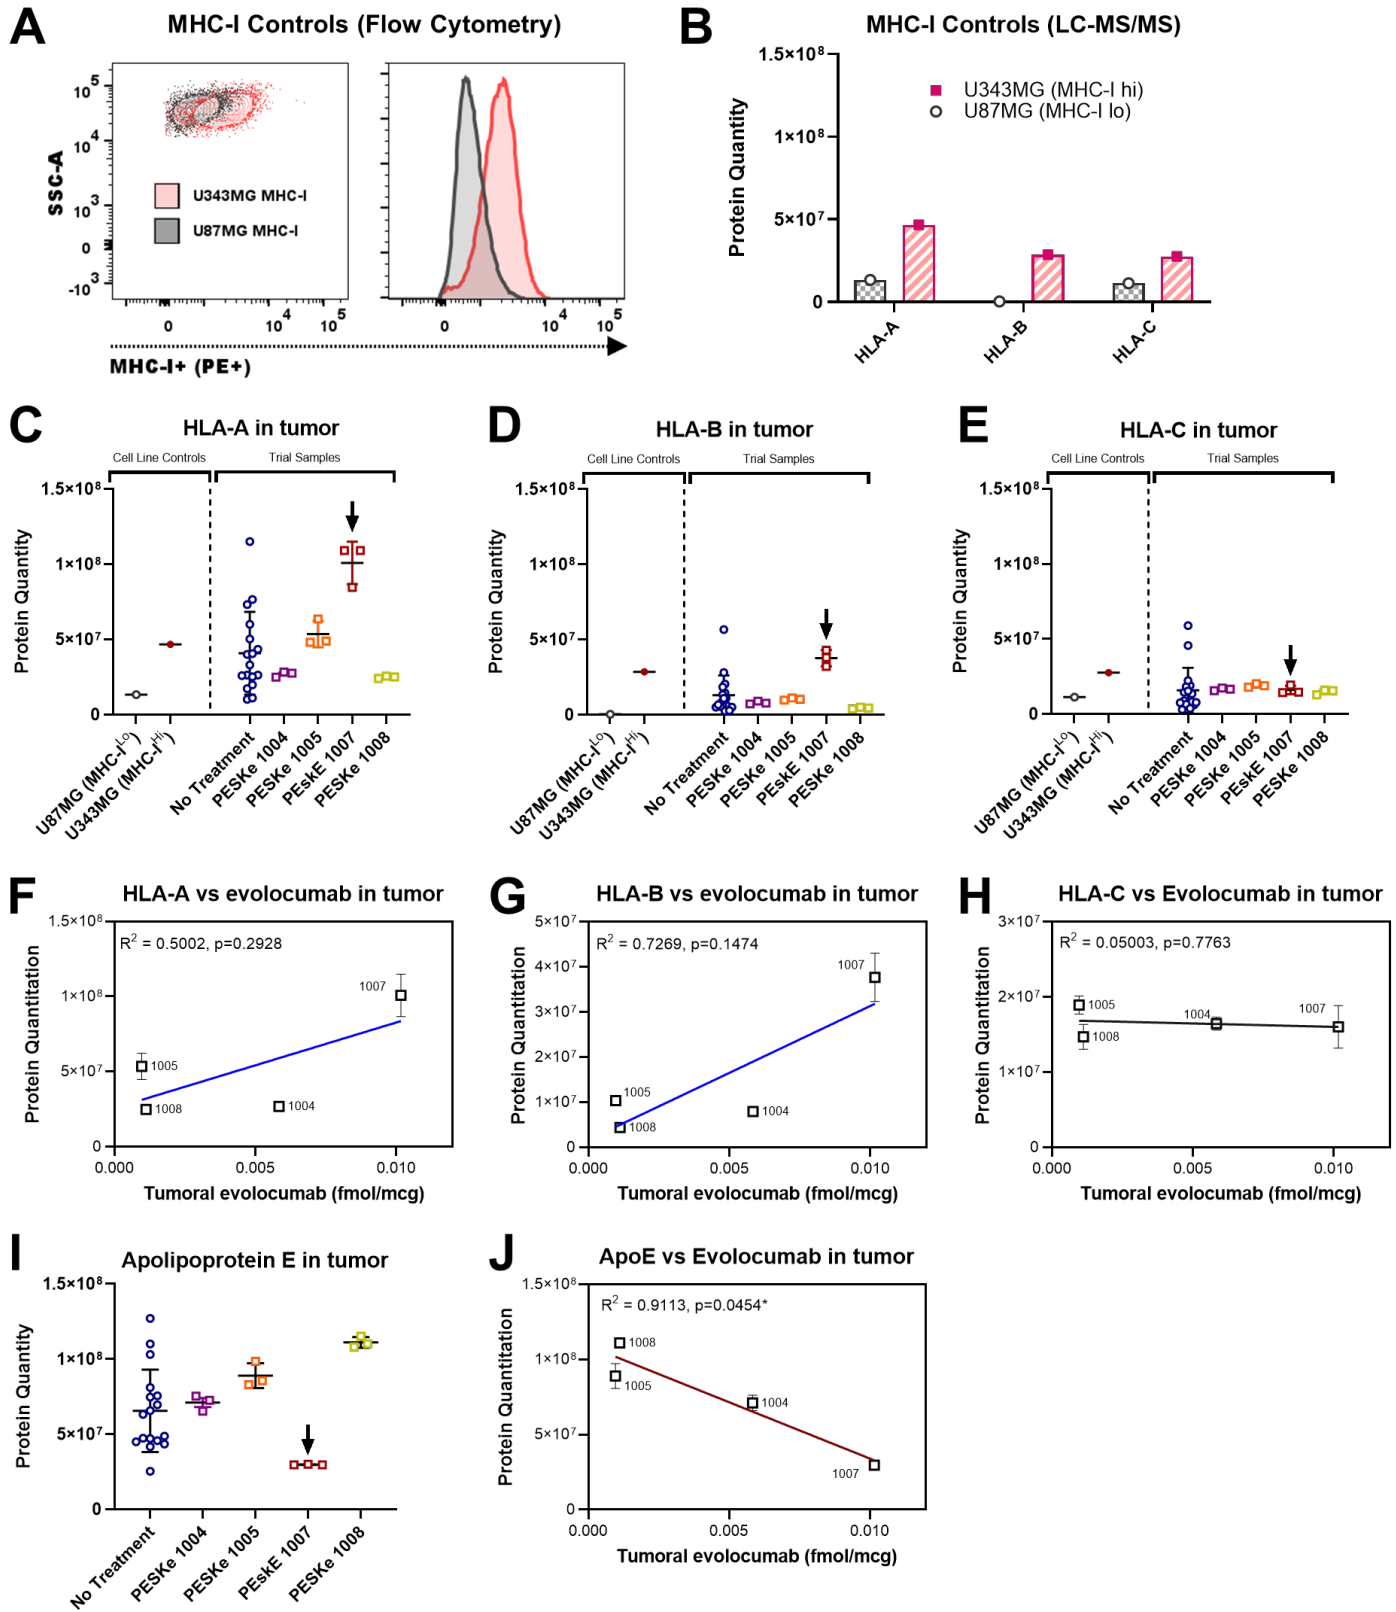 A
MHC-I Controls (Flow Cytometry)
SSC-A
10^5
10^4
10^3
0
-10^3
U343MG MHC-I
U87MG MHC-I
0
10^4
10^5
0
10^4
10^5
MHC-I+ (PE+)
B
MHC-I Controls (LC-MS/MS)
Protein Quantity
1.5×10^8
1×10^8
5×10^7
0
U343MG (MHC-I hi)
U87MG (MHC-I lo)
HLA-A
HLA-B
HLA-C
C
HLA-A in tumor
Cell Line Controls
Trial Samples
Protein Quantity
1.5×10^8
1×10^8
5×10^7
0
U87MG (MHC-I^Lo)
U343MG (MHC-I^Hi)
No Treatment
PESKe 1004
PESKe 1005
PEskE 1007
PESKe 1008
D
HLA-B in tumor
Cell Line Controls
Trial Samples
Protein Quantity
1.5×10^8
1×10^8
5×10^7
0
U87MG (MHC-I^Lo)
U343MG (MHC-I^Hi)
No Treatment
PESKe 1004
PESKe 1005
PEskE 1007
PESKe 1008
E
HLA-C in tumor
Cell Line Controls
Trial Samples
Protein Quantity
1.5×10^8
1×10^8
5×10^7
0
U87MG (MHC-I^Lo)
U343MG (MHC-I^Hi)
No Treatment
PESKe 1004
PESKe 1005
PEskE 1007
PESKe 1008
F
HLA-A vs evolocumab in tumor
Protein Quantitation
1.5×10^8
1×10^8
5×10^7
0
R^2 = 0.5002, p=0.2928
1007
1005
1008
1004
0.000
0.005
0.010
Tumoral evolocumab (fmol/mcg)
G
HLA-B vs evolocumab in tumor
Protein Quantitation
5×10^7
4×10^7
3×10^7
2×10^7
1×10^7
0
R^2 = 0.7269, p=0.1474
1007
1005
1008
1004
0.000
0.005
0.010
Tumoral evolocumab (fmol/mcg)
H
HLA-C vs Evolocumab in tumor
Protein Quantitation
3×10^7
2×10^7
1×10^7
0
R^2 = 0.05003, p=0.7763
1005
1008
1004
1007
0.000
0.005
0.010
Tumoral evolocumab (fmol/mcg)
I
Apolipoprotein E in tumor
Protein Quantity
1.5×10^8
1×10^8
5×10^7
0
No Treatment
PESKe 1004
PESKe 1005
PEskE 1007
PESKe 1008
J
ApoE vs Evolocumab in tumor
Protein Quantitation
1.5×10^8
1×10^8
5×10^7
0
R^2 = 0.9113, p=0.0454*
1008
1005
1004
1007
0.000
0.005
0.010
Tumoral evolocumab (fmol/mcg)